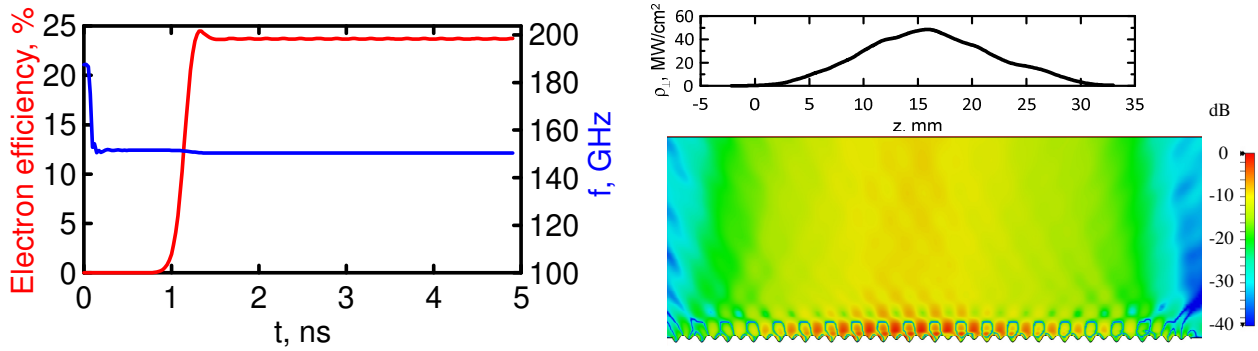 Electron efficiency, %
25
20
15
10
5
0
0 1 2 3 4 5
t, ns
200
180
160
140
120
100
f, GHz
ρ⊥, MW/cm²
60
40
20
0
-5 0 5 10 15 20 25 30 35
z, mm
dB
0
-10
-20
-30
-40